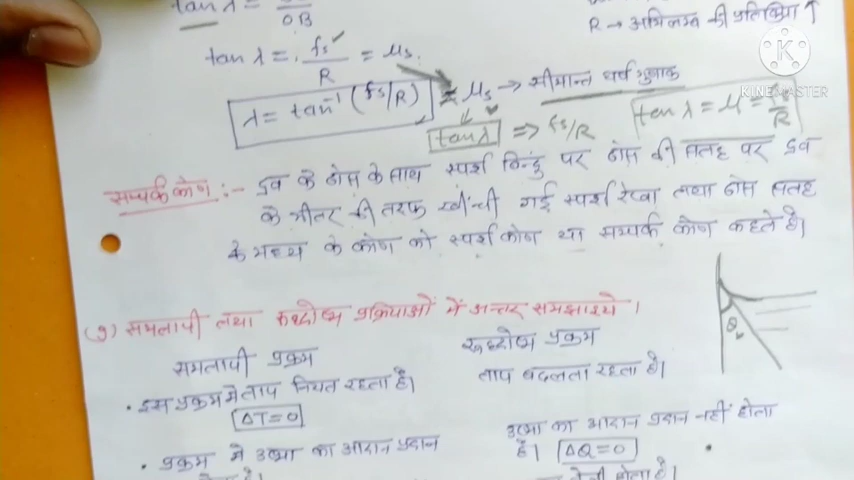 tan λ =
OB
R → अभिलम्ब की प्रतिक्रिया ↑
tan λ = fs/R = μs.
λ = tan⁻¹ (fs/R) = μs → सीमान्त घर्षण गुणांक
tan λ ⇒ fs/R
tan λ = μ = fs/R
KINEMASTER
सम्पर्क कोण :- द्रव के ठोस के साथ स्पर्श बिन्दु पर ठोस की सतह पर द्रव
के भीतर की तरफ खींची गई स्पर्श रेखा तथा ठोस सतह
के मध्य के कोण को स्पर्श कोण या सम्पर्क कोण कहते है।
θ
समतापी तथा रुद्धोष्म प्रक्रियाओं में अन्तर समझाइये।
समतापी प्रक्रम
रुद्धोष्म प्रक्रम
• इस प्रक्रम मे ताप नियत रहता है।
ताप बदलता रहता है।
ΔT=0
• प्रक्रम मे उष्मा का आदान प्रदान
उष्मा का आदान प्रदान नहीं होता
है। ΔQ=0
होता है।